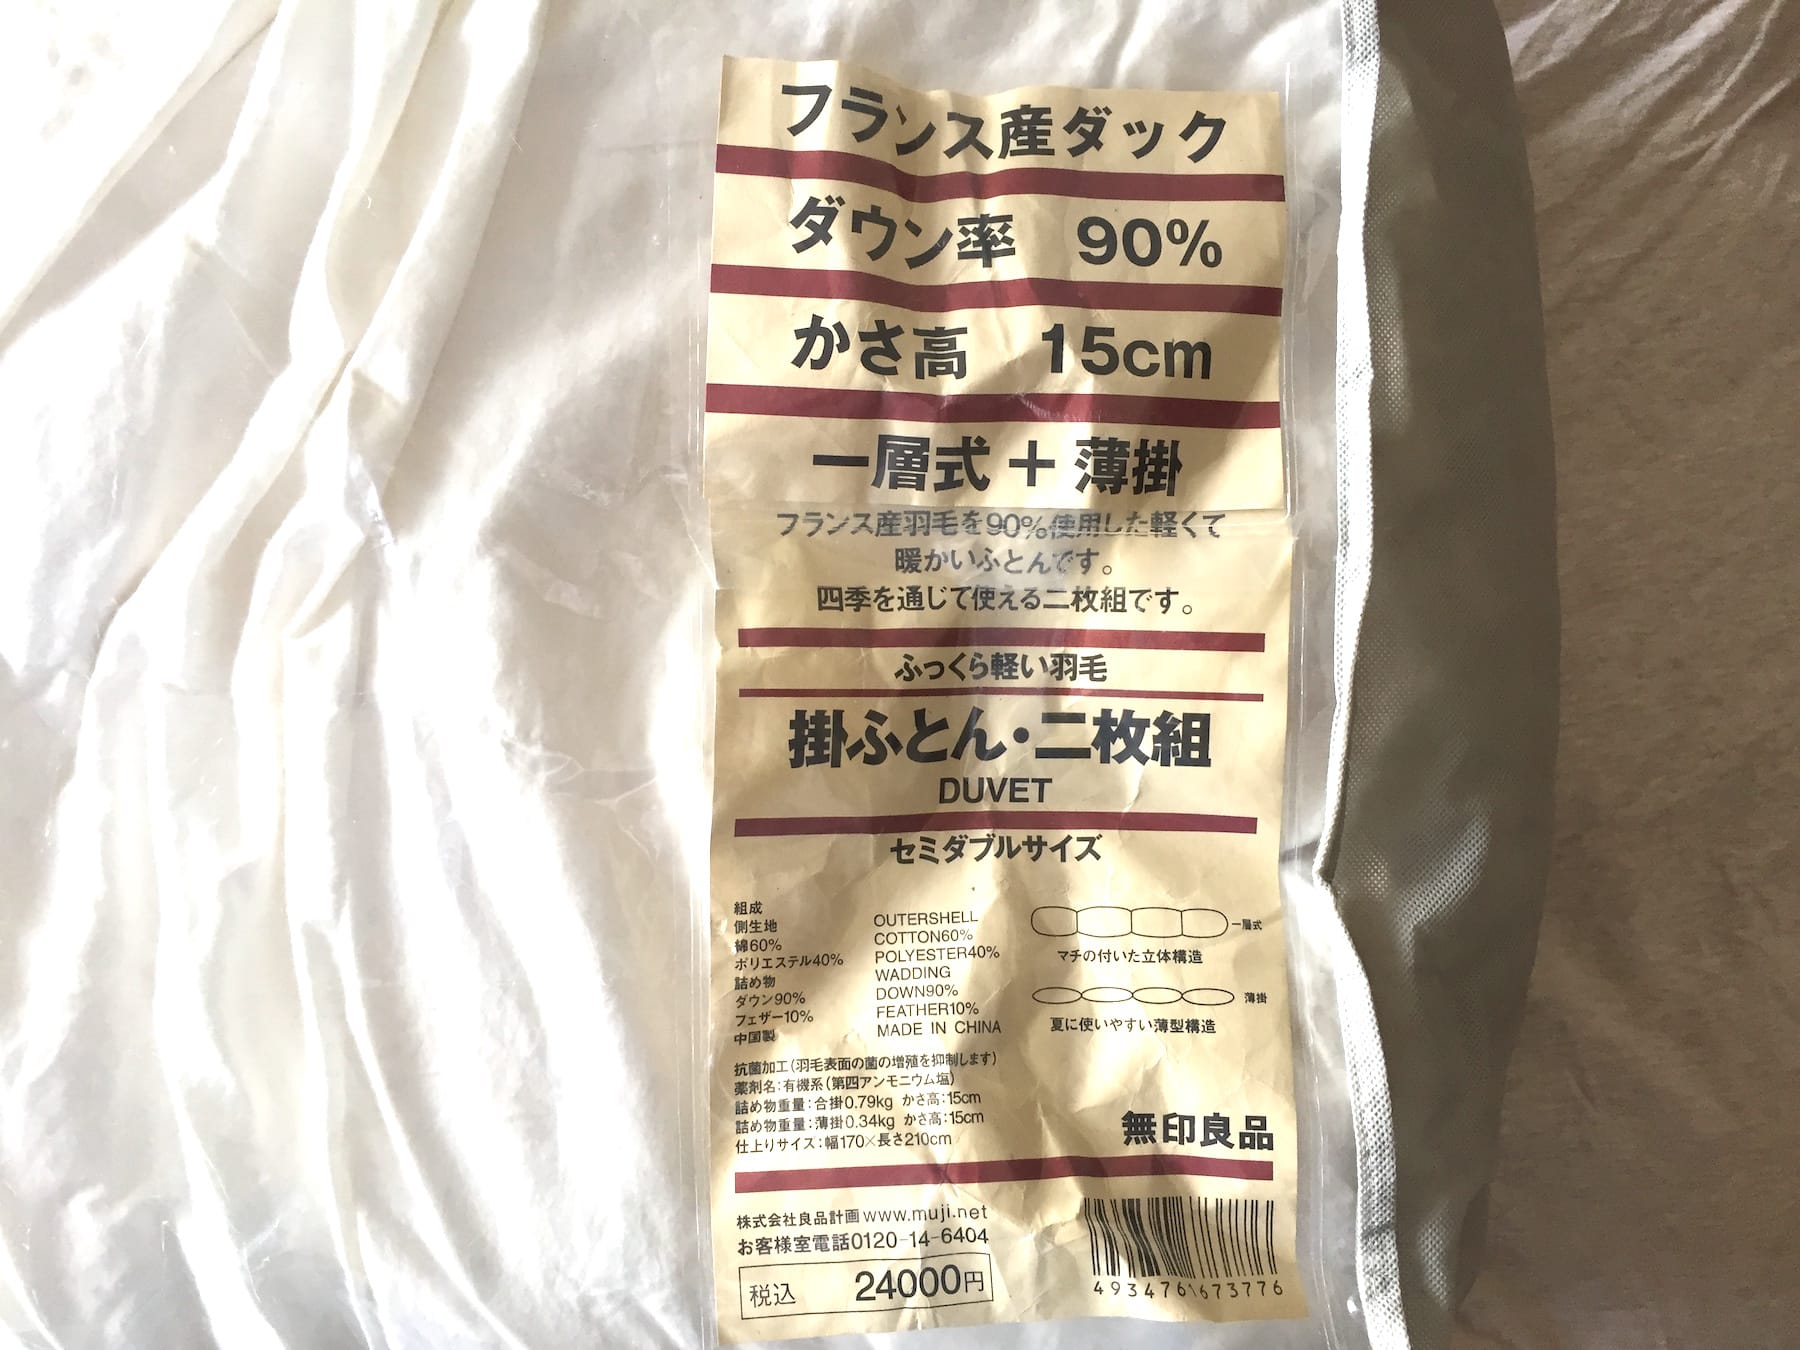 フランス産ダック
ダウン率 90%
かさ高 15cm
一層式+薄掛
フランス産羽毛を90%使用した軽くて
暖かいふとんです。
四季を通じて使える二枚組です。
ふっくら軽い羽毛
掛ふとん・二枚組
DUVET
セミダブルサイズ
組成
側生地
綿60%
ポリエステル40%
詰め物
ダウン90%
フェザー10%
中国製
OUTERSHELL
COTTON60%
POLYESTER40%
WADDING
DOWN90%
FEATHER10%
MADE IN CHINA
一層式
マチの付いた立体構造
薄掛
夏に使いやすい薄型構造
抗菌加工(羽毛表面の菌の増殖を抑制します)
薬剤名:有機系(第四アンモニウム塩)
詰め物重量:合掛0.79kg かさ高:15cm
詰め物重量:薄掛0.34kg かさ高:15cm
仕上りサイズ:幅170×長さ210cm
無印良品
株式会社良品計画 www.muji.net
お客様室電話0120-14-6404
税込 24000円
4934761673776